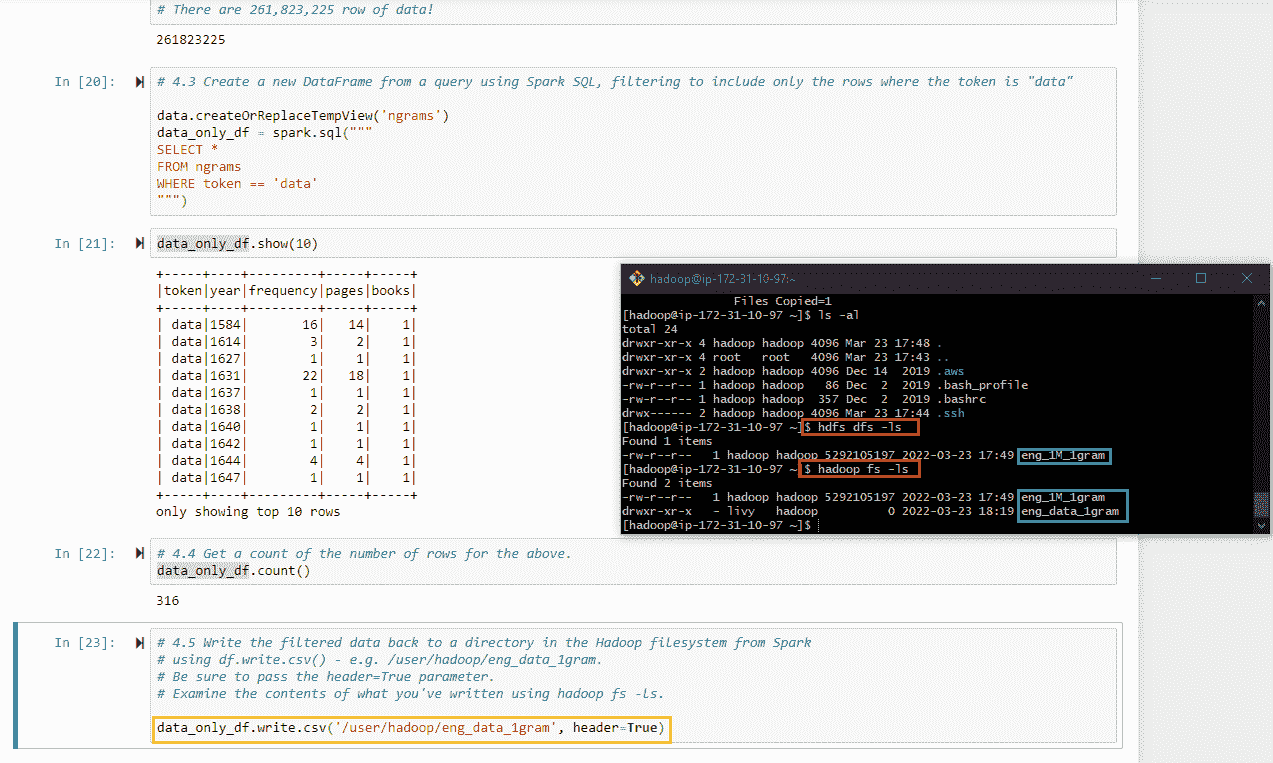 # There are 261,823,225 row of data!
261823225
In [20]:
# 4.3 Create a new DataFrame from a query using Spark SQL, filtering to include only the rows where the token is "data"
data.createOrReplaceTempView('ngrams')
data_only_df = spark.sql("""
SELECT *
FROM ngrams
WHERE token == 'data'
""")
In [21]:
data_only_df.show(10)
+-----+----+---------+-----+-----+
|token|year|frequency|pages|books|
+-----+----+---------+-----+-----+
| data|1584|       16|   14|    1|
| data|1614|        3|    2|    1|
| data|1627|        1|    1|    1|
| data|1631|       22|   18|    1|
| data|1637|        1|    1|    1|
| data|1638|        2|    2|    1|
| data|1640|        1|    1|    1|
| data|1642|        1|    1|    1|
| data|1644|        4|    4|    1|
| data|1647|        1|    1|    1|
+-----+----+---------+-----+-----+
only showing top 10 rows
hadoop@ip-172-31-10-97:~
Files Copied=1
[hadoop@ip-172-31-10-97 ~]$ ls -al
total 24
drwxr-xr-x 4 hadoop hadoop 4096 Mar 23 17:48 .
drwxr-xr-x 4 root   root   4096 Mar 23 17:43 ..
drwxr-xr-x 2 hadoop hadoop 4096 Dec 14  2019 .aws
-rw-r--r-- 1 hadoop hadoop   86 Dec  2  2019 .bash_profile
-rw-r--r-- 1 hadoop hadoop  357 Dec  2  2019 .bashrc
drwx------ 2 hadoop hadoop 4096 Mar 23 17:44 .ssh
[hadoop@ip-172-31-10-97 ~]$ hdfs dfs -ls
Found 1 items
-rw-r--r--   1 hadoop hadoop 5292105197 2022-03-23 17:49 eng_1M_1gram
[hadoop@ip-172-31-10-97 ~]$ hadoop fs -ls
Found 2 items
-rw-r--r--   1 hadoop hadoop 5292105197 2022-03-23 17:49 eng_1M_1gram
drwxr-xr-x   - livy   hadoop          0 2022-03-23 18:19 eng_data_1gram
[hadoop@ip-172-31-10-97 ~]$
In [22]:
# 4.4 Get a count of the number of rows for the above.
data_only_df.count()
316
In [23]:
# 4.5 Write the filtered data back to a directory in the Hadoop filesystem from Spark
# using df.write.csv() - e.g. /user/hadoop/eng_data_1gram.
# Be sure to pass the header=True parameter.
# Examine the contents of what you've written using hadoop fs -ls.
data_only_df.write.csv('/user/hadoop/eng_data_1gram', header=True)